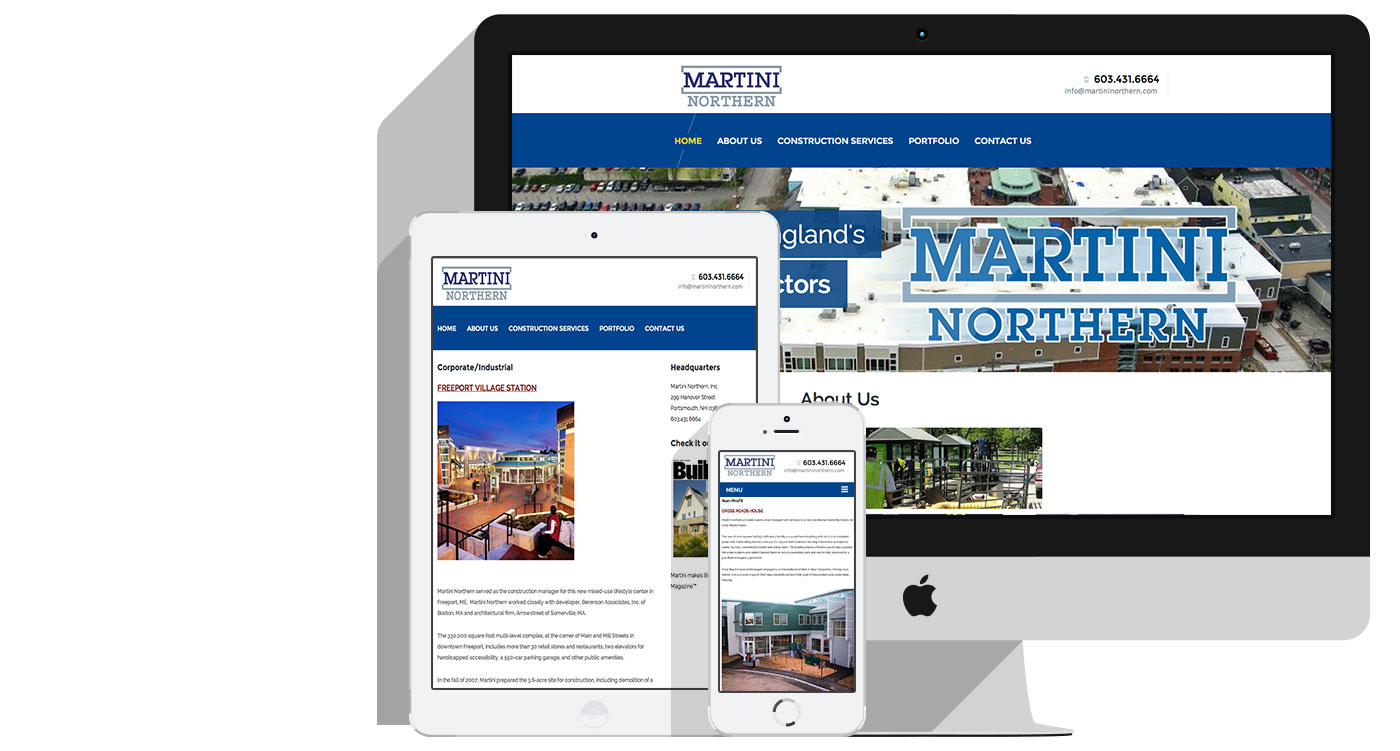 MARTINI
NORTHERN
603.431.6664
info@martininorthern.com
HOME
ABOUT US
CONSTRUCTION SERVICES
PORTFOLIO
CONTACT US
ngland's
ctors
MARTINI
NORTHERN
About Us
MARTINI
NORTHERN
603.431.6664
info@martininorthern.com
HOME
ABOUT US
CONSTRUCTION SERVICES
PORTFOLIO
CONTACT US
Corporate/Industrial
FREEPORT VILLAGE STATION
Martini Northern served as the construction manager for this new mixed-use lifestyle center in
Freeport, ME. Martini Northern worked closely with developer, Berenson Associates, Inc. of
Boston, MA and architectural firm, Arrowstreet of Somerville, MA.
The 330,000 square foot multi-level complex, at the corner of Main and Mill Streets in
downtown Freeport, includes more than 30 retail stores and restaurants, two elevators for
handicapped accessibility, a 550-car parking garage, and other public amenities.
In the fall of 2007, Martini prepared the 3.6-acre site for construction, including demolition of a
Headquarters
Martini Northern, Inc.
299 Hanover Street
Portsmouth, NH 038
603.431.6664
Check it ou
Buil
Martini makes B
Magazine™
MARTINI
NORTHERN
603.431.6664
info@martininorthern.com
MENU
Non-Profit
CROSS ROADS HOUSE